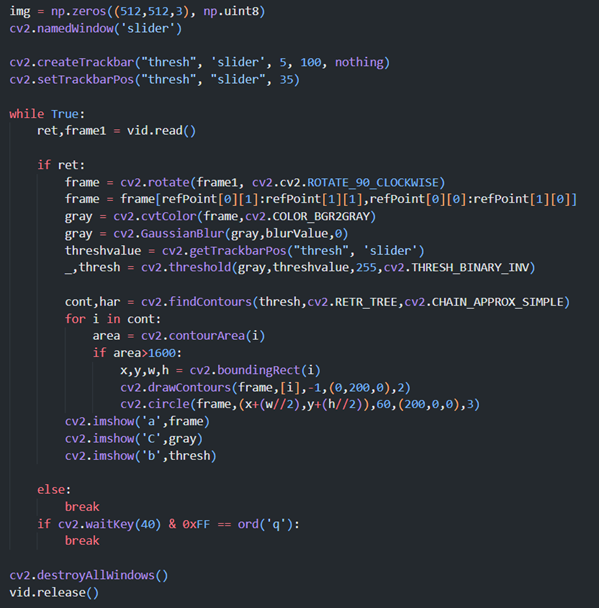 img = np.zeros((512,512,3), np.uint8)
cv2.namedWindow('slider')

cv2.createTrackbar("thresh", 'slider', 5, 100, nothing)
cv2.setTrackbarPos("thresh", "slider", 35)

while True:
    ret,frame1 = vid.read()

    if ret:
        frame = cv2.rotate(frame1, cv2.cv2.ROTATE_90_CLOCKWISE)
        frame = frame[refPoint[0][1]:refPoint[1][1],refPoint[0][0]:refPoint[1][0]]
        gray = cv2.cvtColor(frame,cv2.COLOR_BGR2GRAY)
        gray = cv2.GaussianBlur(gray,blurValue,0)
        threshvalue = cv2.getTrackbarPos("thresh", 'slider')
        _,thresh = cv2.threshold(gray,threshvalue,255,cv2.THRESH_BINARY_INV)

        cont,har = cv2.findContours(thresh,cv2.RETR_TREE,cv2.CHAIN_APPROX_SIMPLE)
        for i in cont:
            area = cv2.contourArea(i)
            if area>1600:
                x,y,w,h = cv2.boundingRect(i)
                cv2.drawContours(frame,[i],-1,(0,200,0),2)
                cv2.circle(frame,(x+(w//2),y+(h//2)),60,(200,0,0),3)
        cv2.imshow('a',frame)
        cv2.imshow('C',gray)
        cv2.imshow('b',thresh)

    else:
        break
    if cv2.waitKey(40) & 0xFF == ord('q'):
        break

cv2.destroyAllWindows()
vid.release()